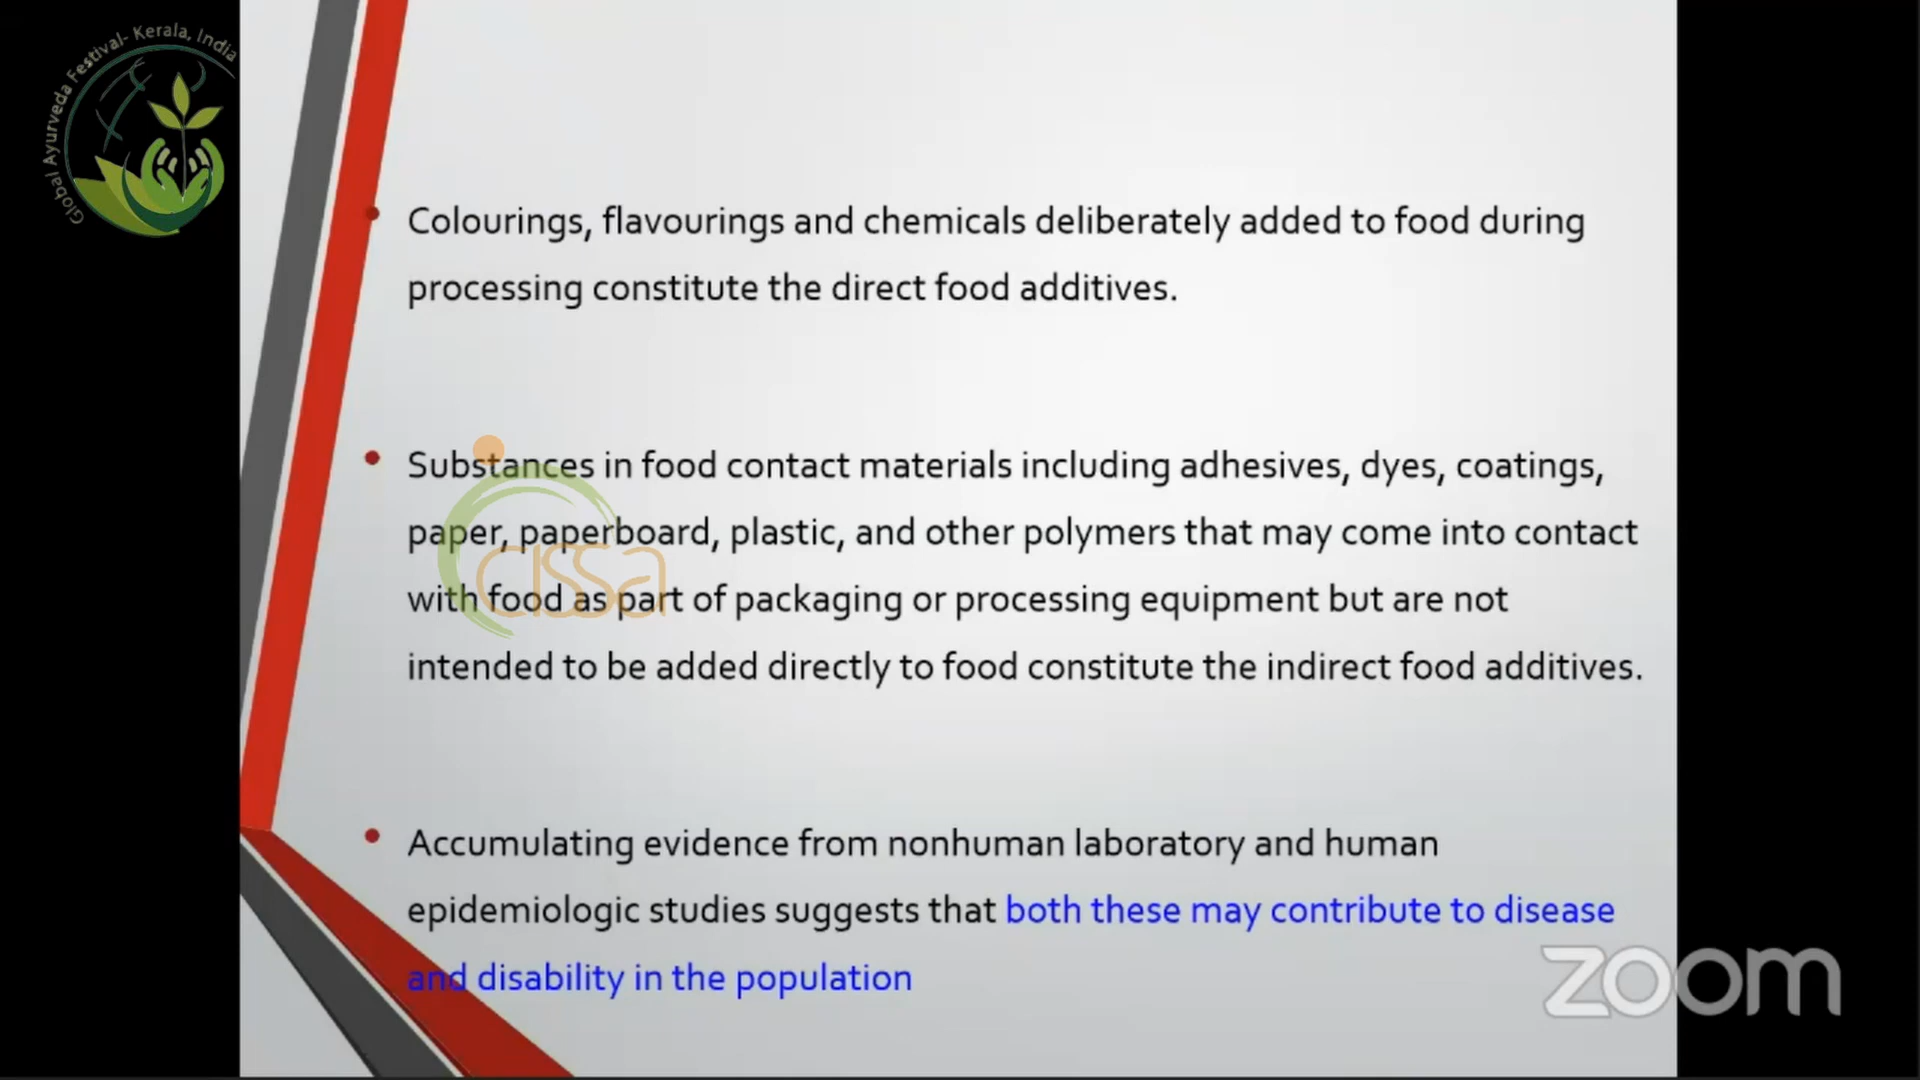 Global Ayurveda Festival- Kerala, India
Colourings, flavourings and chemicals deliberately added to food during
processing constitute the direct food additives.
Substances in food contact materials including adhesives, dyes, coatings,
paper, paperboard, plastic, and other polymers that may come into contact
with food as part of packaging or processing equipment but are not
intended to be added directly to food constitute the indirect food additives.
cissa
Accumulating evidence from nonhuman laboratory and human
epidemiologic studies suggests that both these may contribute to disease
and disability in the population
zoom